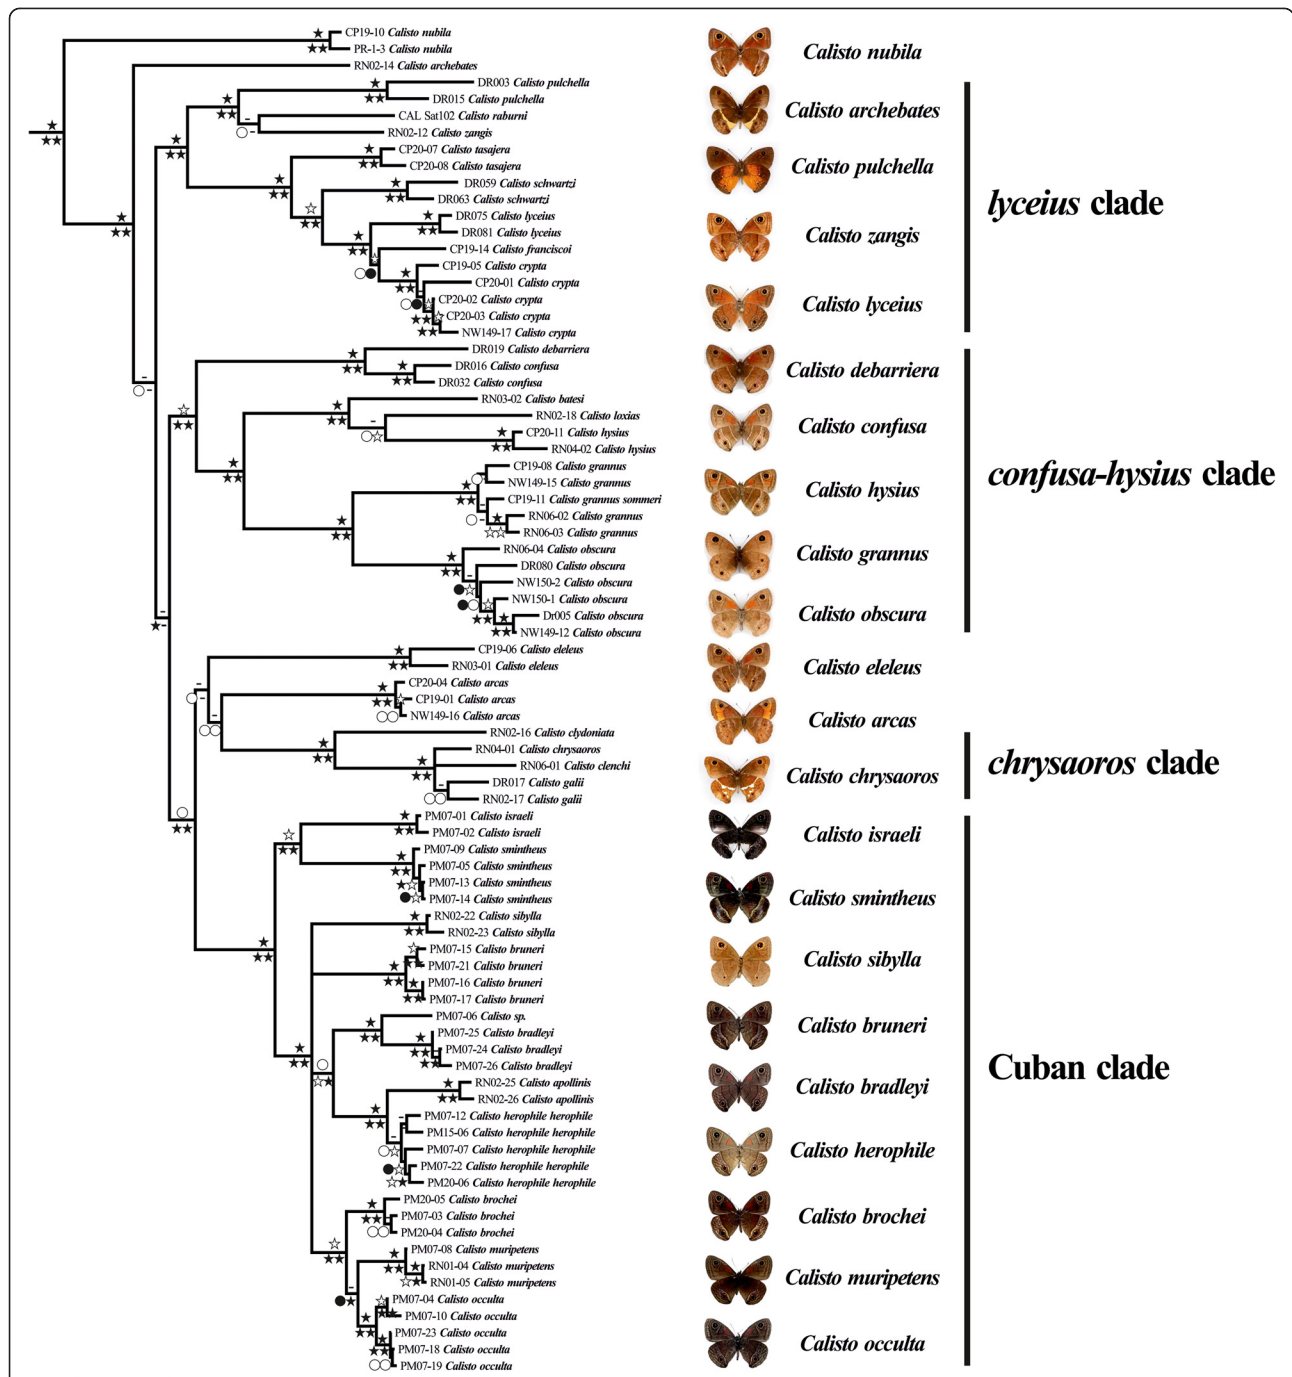 CP19-10 Calisto nubila
PR-1-3 Calisto nubila
RN02-14 Calisto archebates
DR003 Calisto pulchella
DR015 Calisto pulchella
CAL Sat102 Calisto raburni
RN02-12 Calisto zangis
CP20-07 Calisto tasajera
CP20-08 Calisto tasajera
DR059 Calisto schwartzi
DR063 Calisto schwartzi
DR075 Calisto lyceius
DR081 Calisto lyceius
CP19-14 Calisto franciscoi
CP19-05 Calisto crypta
CP20-01 Calisto crypta
CP20-02 Calisto crypta
CP20-03 Calisto crypta
NW149-17 Calisto crypta
DR019 Calisto debarriera
DR016 Calisto confusa
DR032 Calisto confusa
RN03-02 Calisto batesi
RN02-18 Calisto loxias
CP20-11 Calisto hysius
RN04-02 Calisto hysius
CP19-08 Calisto grannus
NW149-15 Calisto grannus
CP19-11 Calisto grannus sommeri
RN06-02 Calisto grannus
RN06-03 Calisto grannus
RN06-04 Calisto obscura
DR080 Calisto obscura
NW150-2 Calisto obscura
NW150-1 Calisto obscura
Dr005 Calisto obscura
NW149-12 Calisto obscura
CP19-06 Calisto eleleus
RN03-01 Calisto eleleus
CP20-04 Calisto arcas
CP19-01 Calisto arcas
NW149-16 Calisto arcas
RN02-16 Calisto clydoniata
RN04-01 Calisto chrysaoros
RN06-01 Calisto clenchi
DR017 Calisto galii
RN02-17 Calisto galii
PM07-01 Calisto israeli
PM07-02 Calisto israeli
PM07-09 Calisto smintheus
PM07-05 Calisto smintheus
PM07-13 Calisto smintheus
PM07-14 Calisto smintheus
RN02-22 Calisto sibylla
RN02-23 Calisto sibylla
PM07-15 Calisto bruneri
PM07-21 Calisto bruneri
PM07-16 Calisto bruneri
PM07-17 Calisto bruneri
PM07-06 Calisto sp.
PM07-25 Calisto bradleyi
PM07-24 Calisto bradleyi
PM07-26 Calisto bradleyi
RN02-25 Calisto apollinis
RN02-26 Calisto apollinis
PM07-12 Calisto herophile herophile
PM15-06 Calisto herophile herophile
PM07-07 Calisto herophile herophile
PM07-22 Calisto herophile herophile
PM20-06 Calisto herophile herophile
PM20-05 Calisto brochei
PM07-03 Calisto brochei
PM20-04 Calisto brochei
PM07-08 Calisto muripetens
RN01-04 Calisto muripetens
RN01-05 Calisto muripetens
PM07-04 Calisto occulta
PM07-10 Calisto occulta
PM07-23 Calisto occulta
PM07-18 Calisto occulta
PM07-19 Calisto occulta
Calisto nubila
Calisto archebates
Calisto pulchella
Calisto zangis
Calisto lyceius
Calisto debarriera
Calisto confusa
Calisto hysius
Calisto grannus
Calisto obscura
Calisto eleleus
Calisto arcas
Calisto chrysaoros
Calisto israeli
Calisto smintheus
Calisto sibylla
Calisto bruneri
Calisto bradleyi
Calisto herophile
Calisto brochei
Calisto muripetens
Calisto occulta
lyceius clade
confusa-hysius clade
chrysaoros clade
Cuban clade